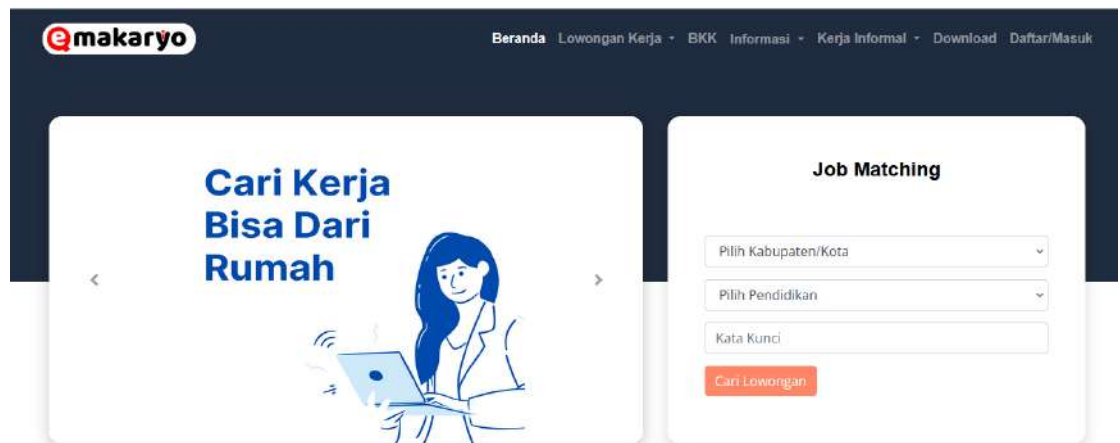 emakaryo
Beranda Lowongan Kerja BKK Informasi Kerja Informal Download Daftar/Masuk
Cari Kerja
Bisa Dari
Rumah
Job Matching
Pilih Kabupaten/Kota
Pilih Pendidikan
Kata Kunci
Cari Lowongan